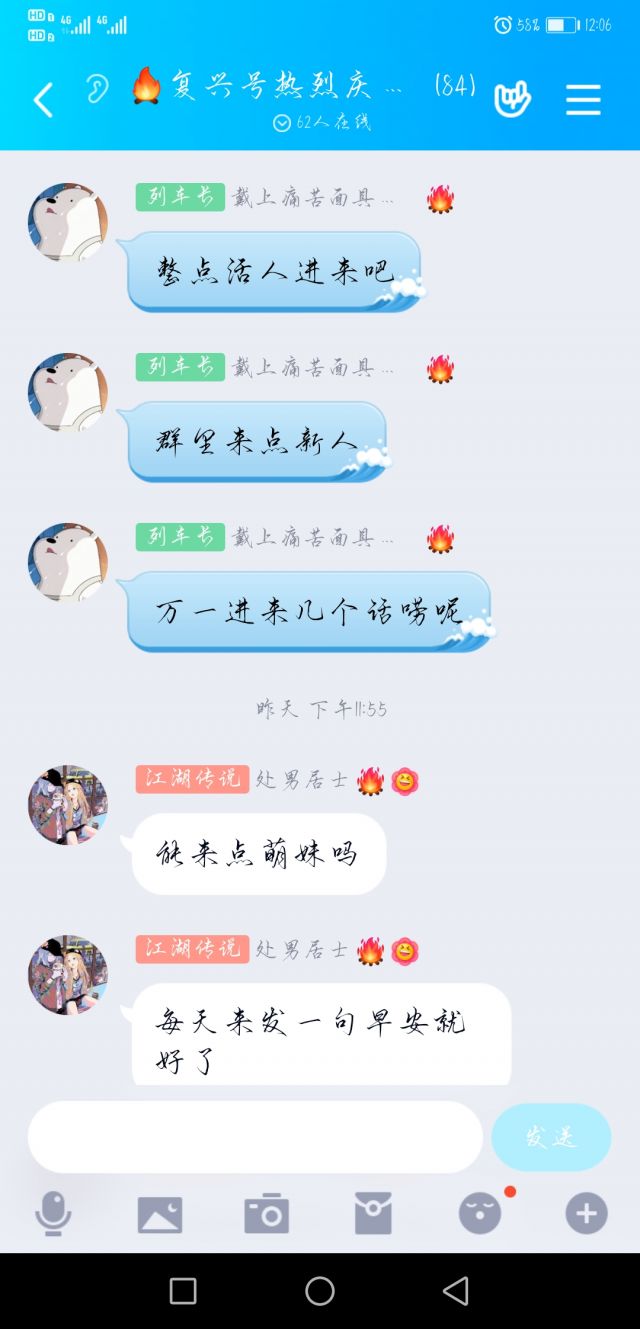 HD 1 4G 4G
HD 2
58% 12:06
🔥复兴号热烈庆… (84)
62人在线
列车长 戴上痛苦面具…
整点活人进来吧
列车长 戴上痛苦面具…
群里来点新人
列车长 戴上痛苦面具…
万一进来几个话唠呢
昨天 下午11:55
江湖传说 处男居士
能来点萌妹吗
江湖传说 处男居士
每天来发一句早安就
好了
发送